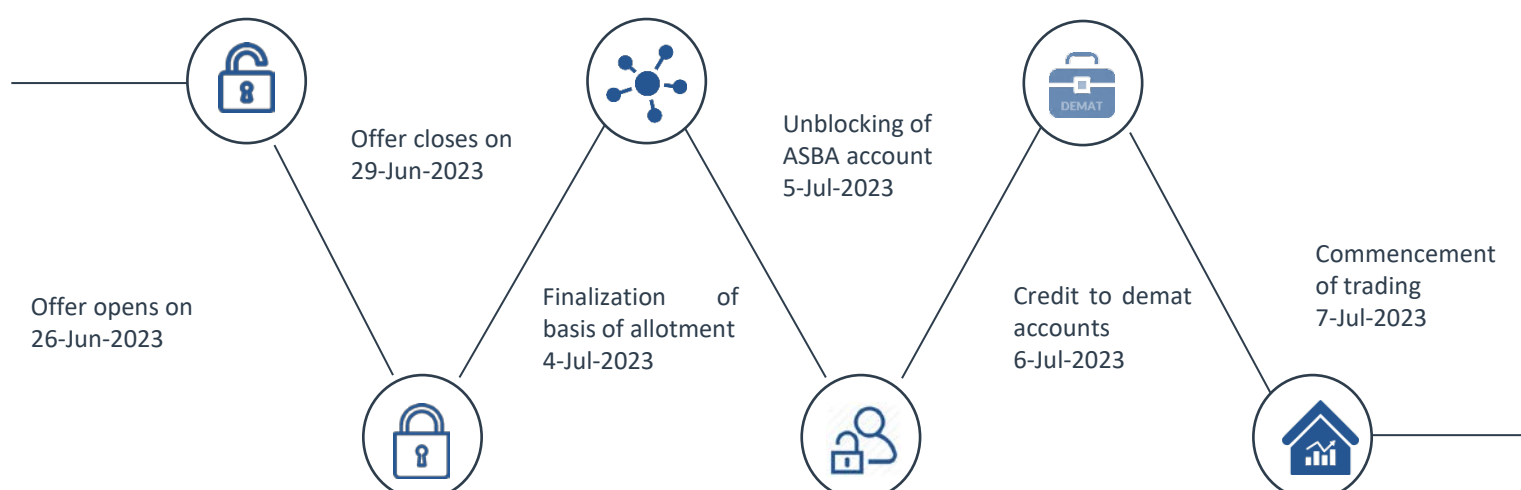 Offer opens on
26-Jun-2023
Offer closes on
29-Jun-2023
Finalization of
basis of allotment
4-Jul-2023
Unblocking of
ASBA account
5-Jul-2023
DEMAT
Credit to demat
accounts
6-Jul-2023
Commencement
of trading
7-Jul-2023